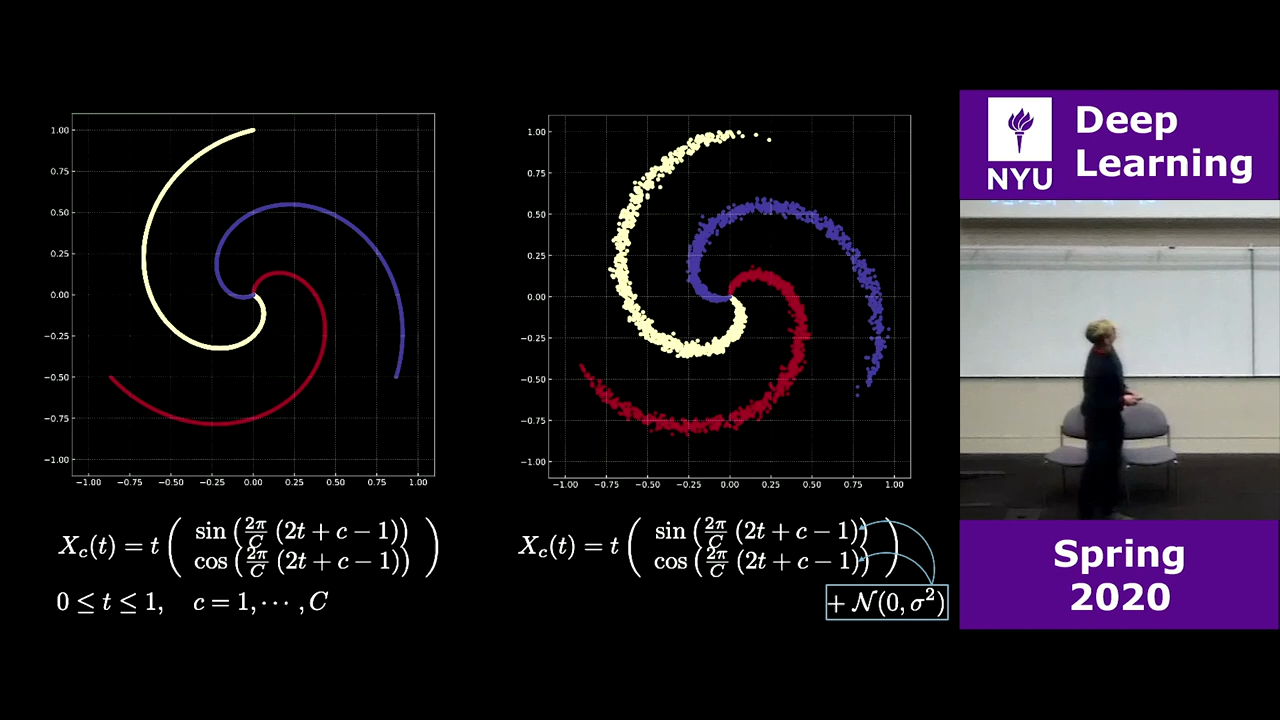 1.00
0.75
0.50
0.25
0.00
−0.25
−0.50
−0.75
−1.00
−1.00 −0.75 −0.50 −0.25 0.00 0.25 0.50 0.75 1.00
X_c(t) = t ( sin (2π/C (2t + c − 1))
cos (2π/C (2t + c − 1)) )
0 ≤ t ≤ 1, c = 1, ⋯ , C
1.00
0.75
0.50
0.25
0.00
−0.25
−0.50
−0.75
−1.00
−1.00 −0.75 −0.50 −0.25 0.00 0.25 0.50 0.75 1.00
X_c(t) = t ( sin (2π/C (2t + c − 1))
cos (2π/C (2t + c − 1)) )
+ 𝒩(0, σ²)
NYU
Deep
Learning
Spring
2020